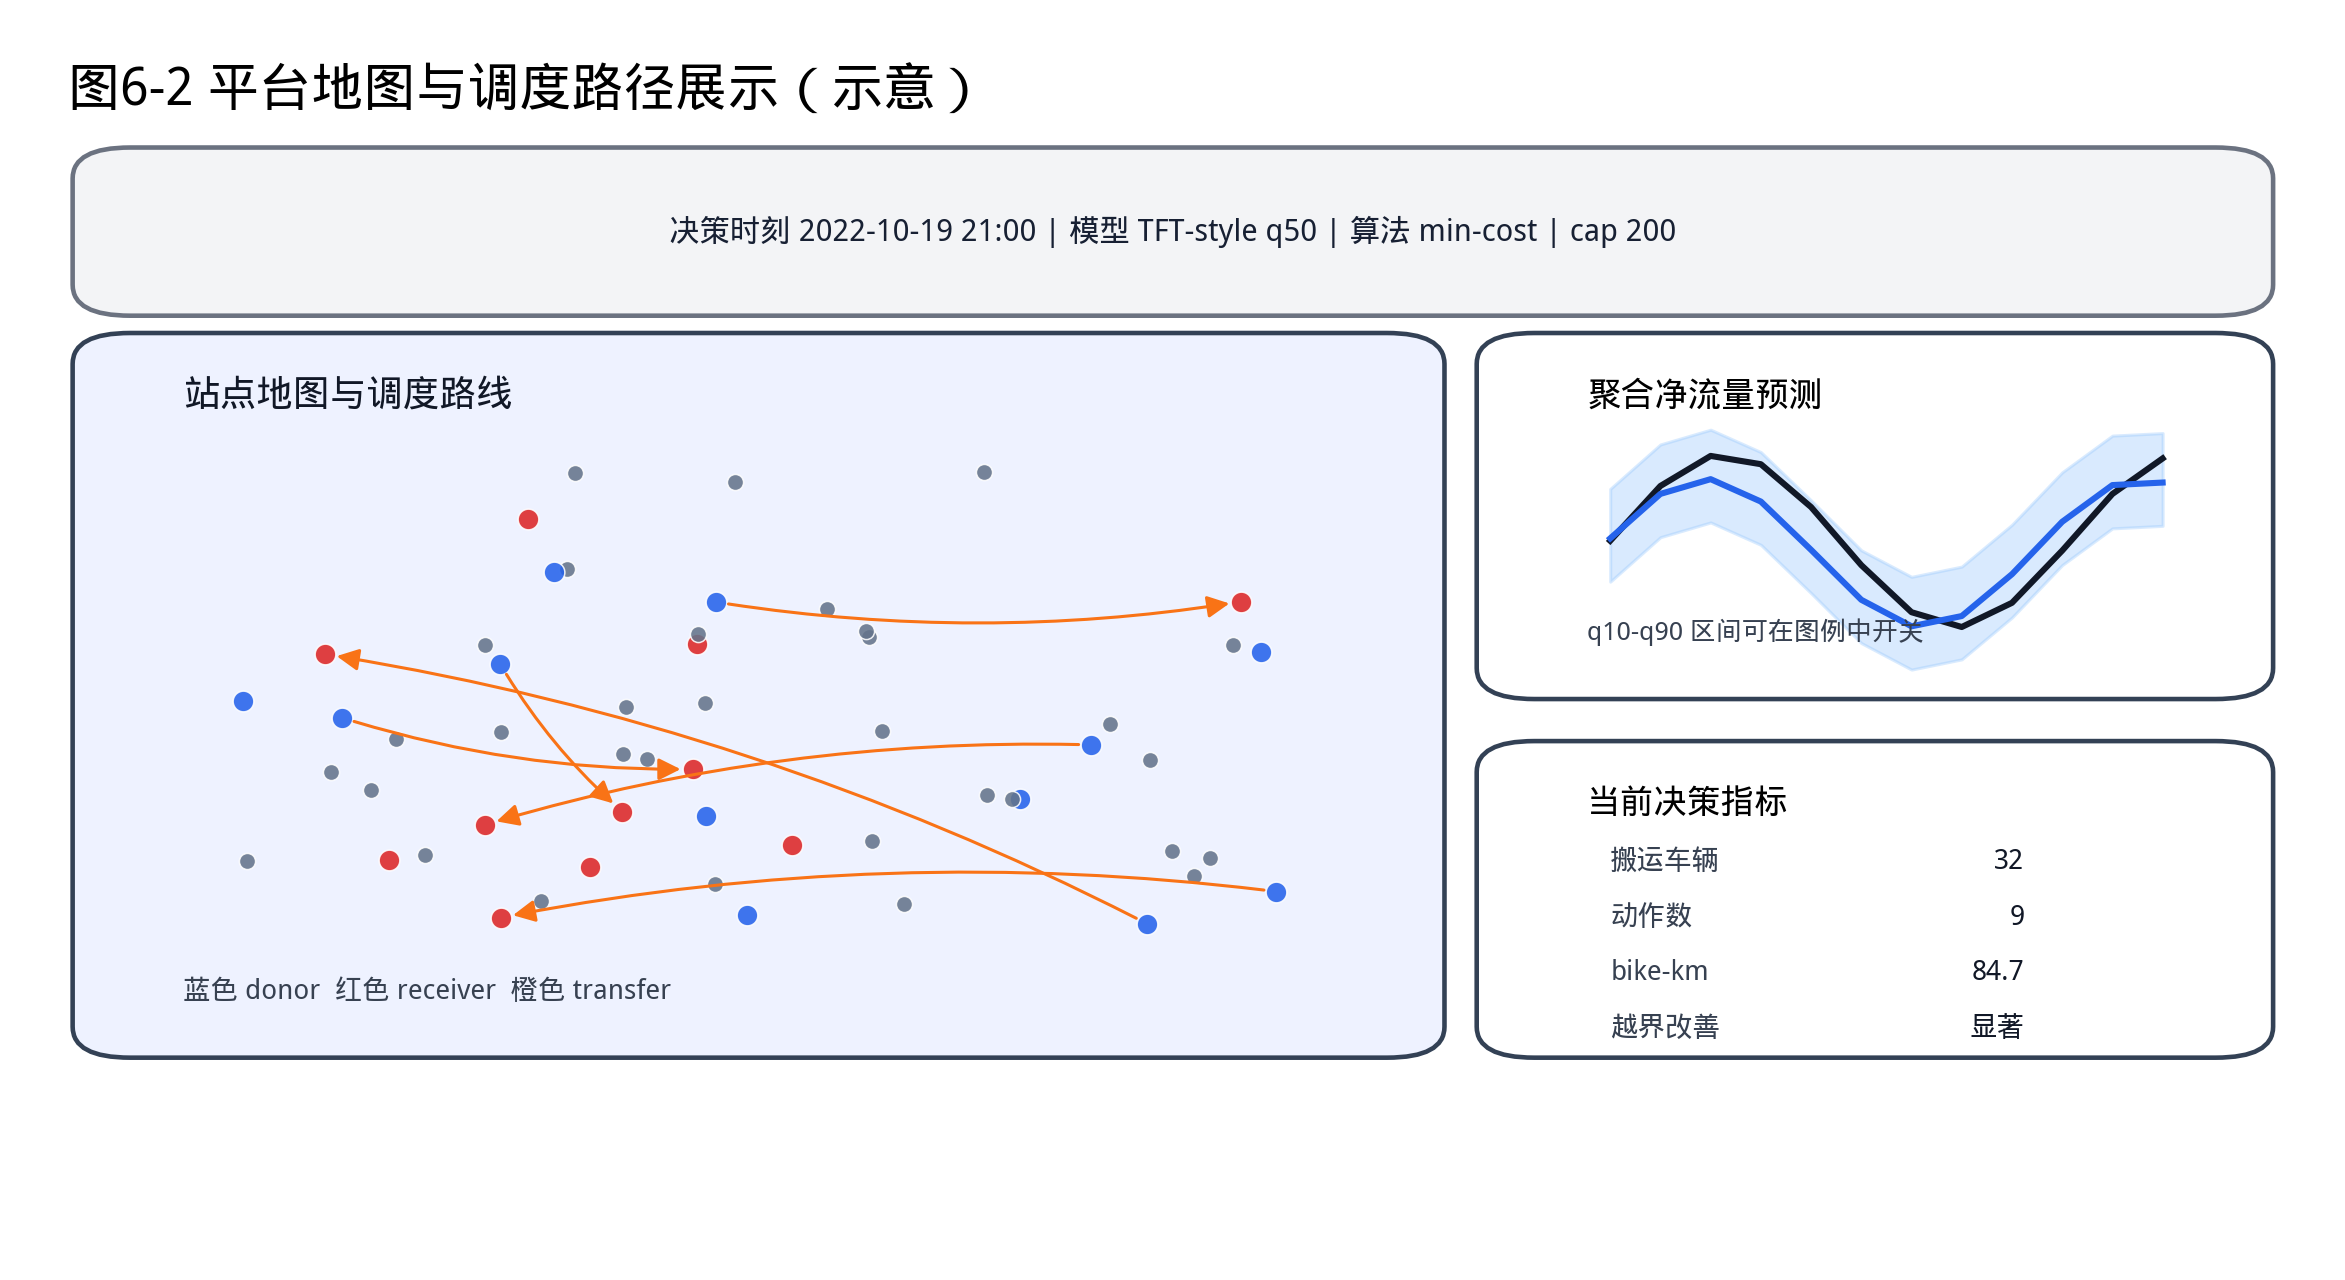 图6-2 平台地图与调度路径展示（示意）
决策时刻 2022-10-19 21:00 | 模型 TFT-style q50 | 算法 min-cost | cap 200
站点地图与调度路线
蓝色 donor 红色 receiver 橙色 transfer
聚合净流量预测
q10-q90 区间可在图例中开关
当前决策指标
搬运车辆 32
动作数 9
bike-km 84.7
越界改善 显著